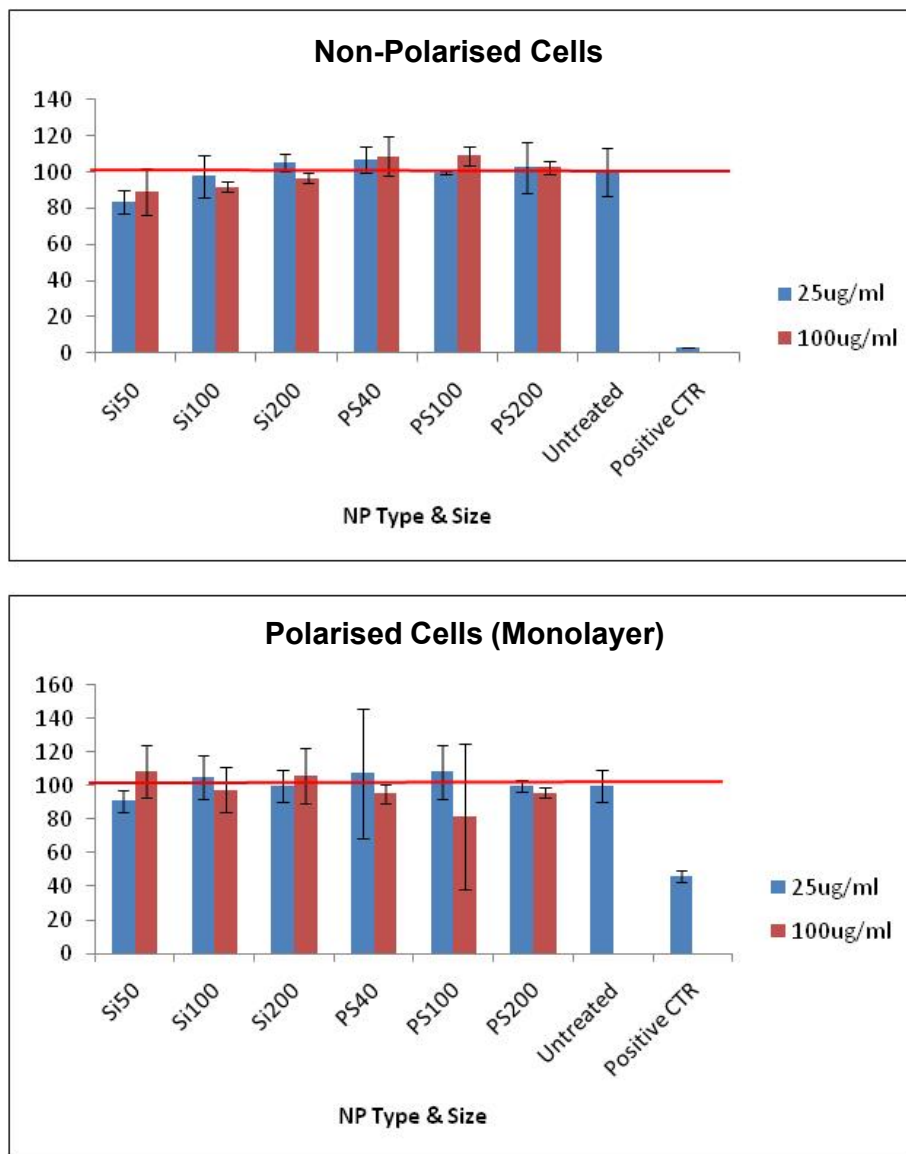 Non-Polarised Cells
140
120
100
80
60
40
20
0
Si50
Si100
Si200
PS40
PS100
PS200
Untreated
Positive CTR
25ug/ml
100ug/ml
NP Type & Size
Polarised Cells (Monolayer)
160
140
120
100
80
60
40
20
0
Si50
Si100
Si200
PS40
PS100
PS200
Untreated
Positive CTR
25ug/ml
100ug/ml
NP Type & Size